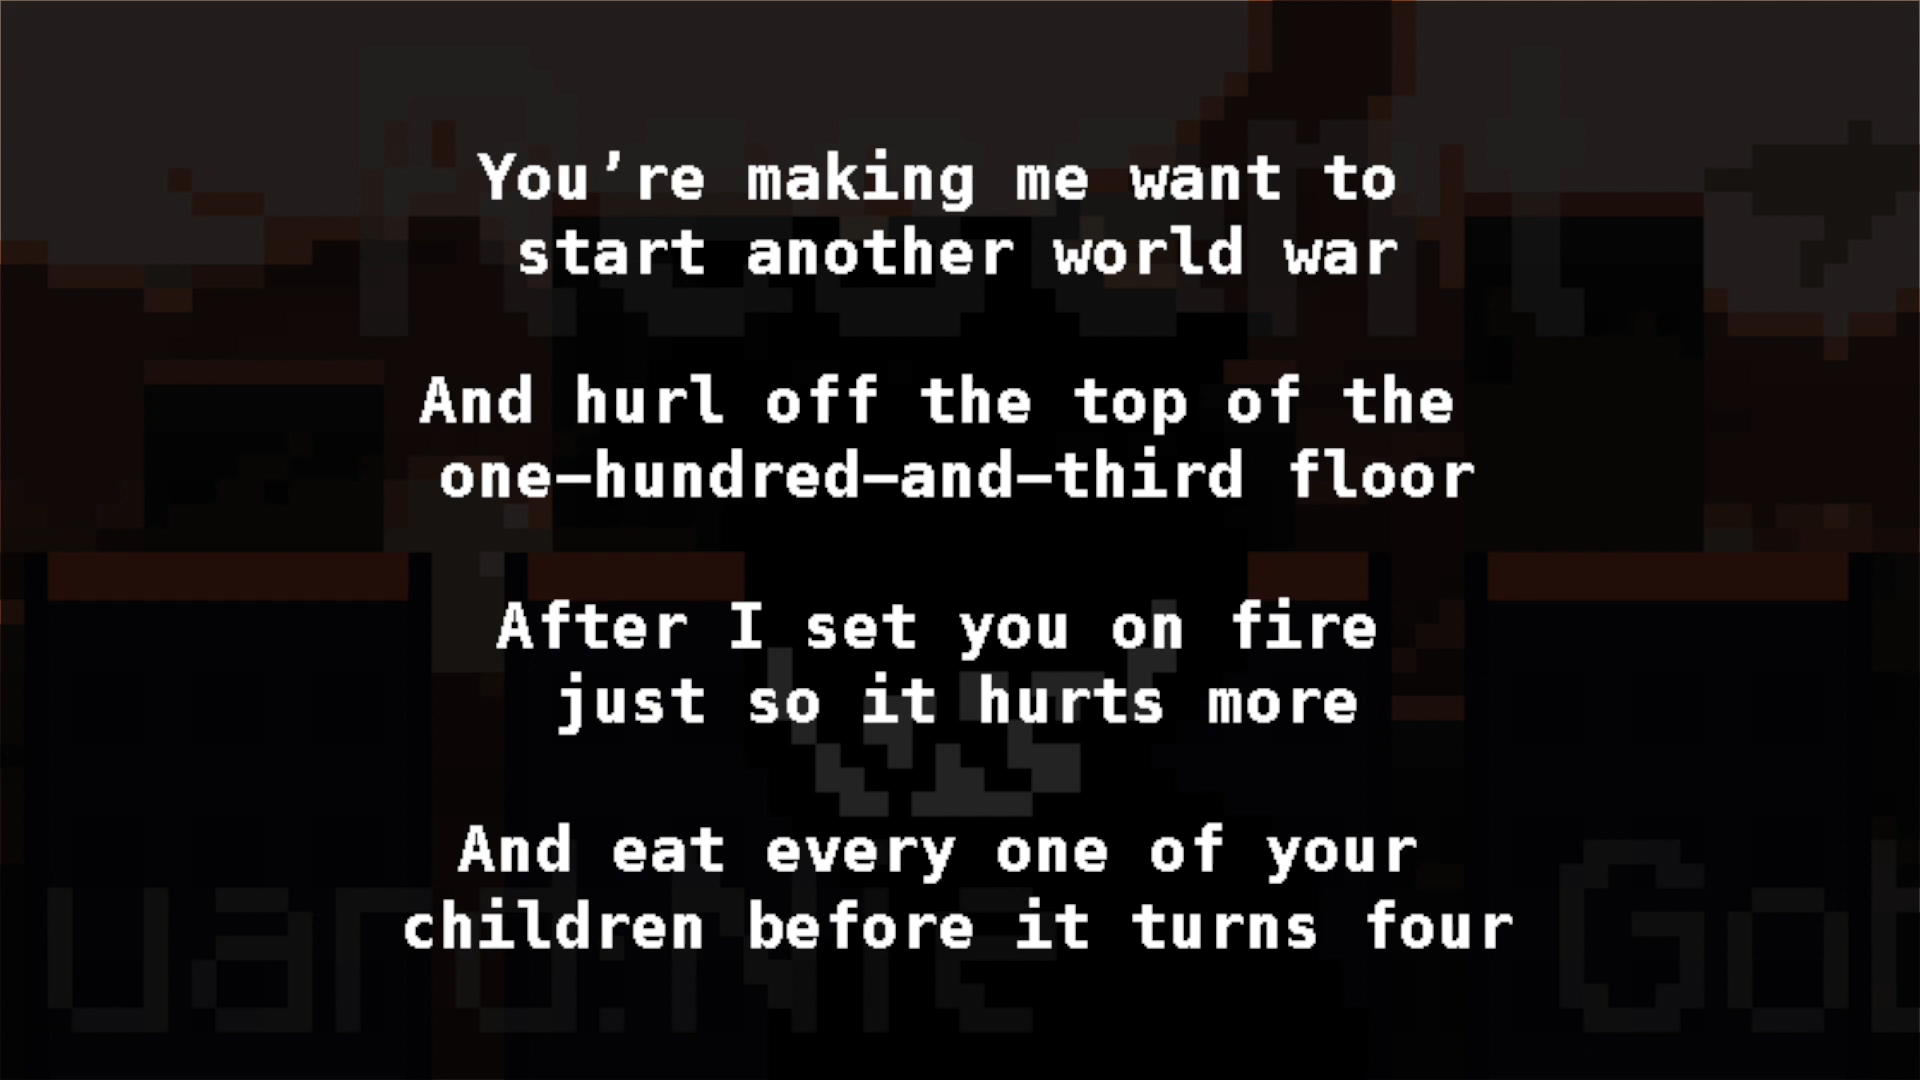 You’re making me want to
start another world war
And hurl off the top of the
one–hundred–and–third floor
After I set you on fire
just so it hurts more
And eat every one of your
children before it turns four